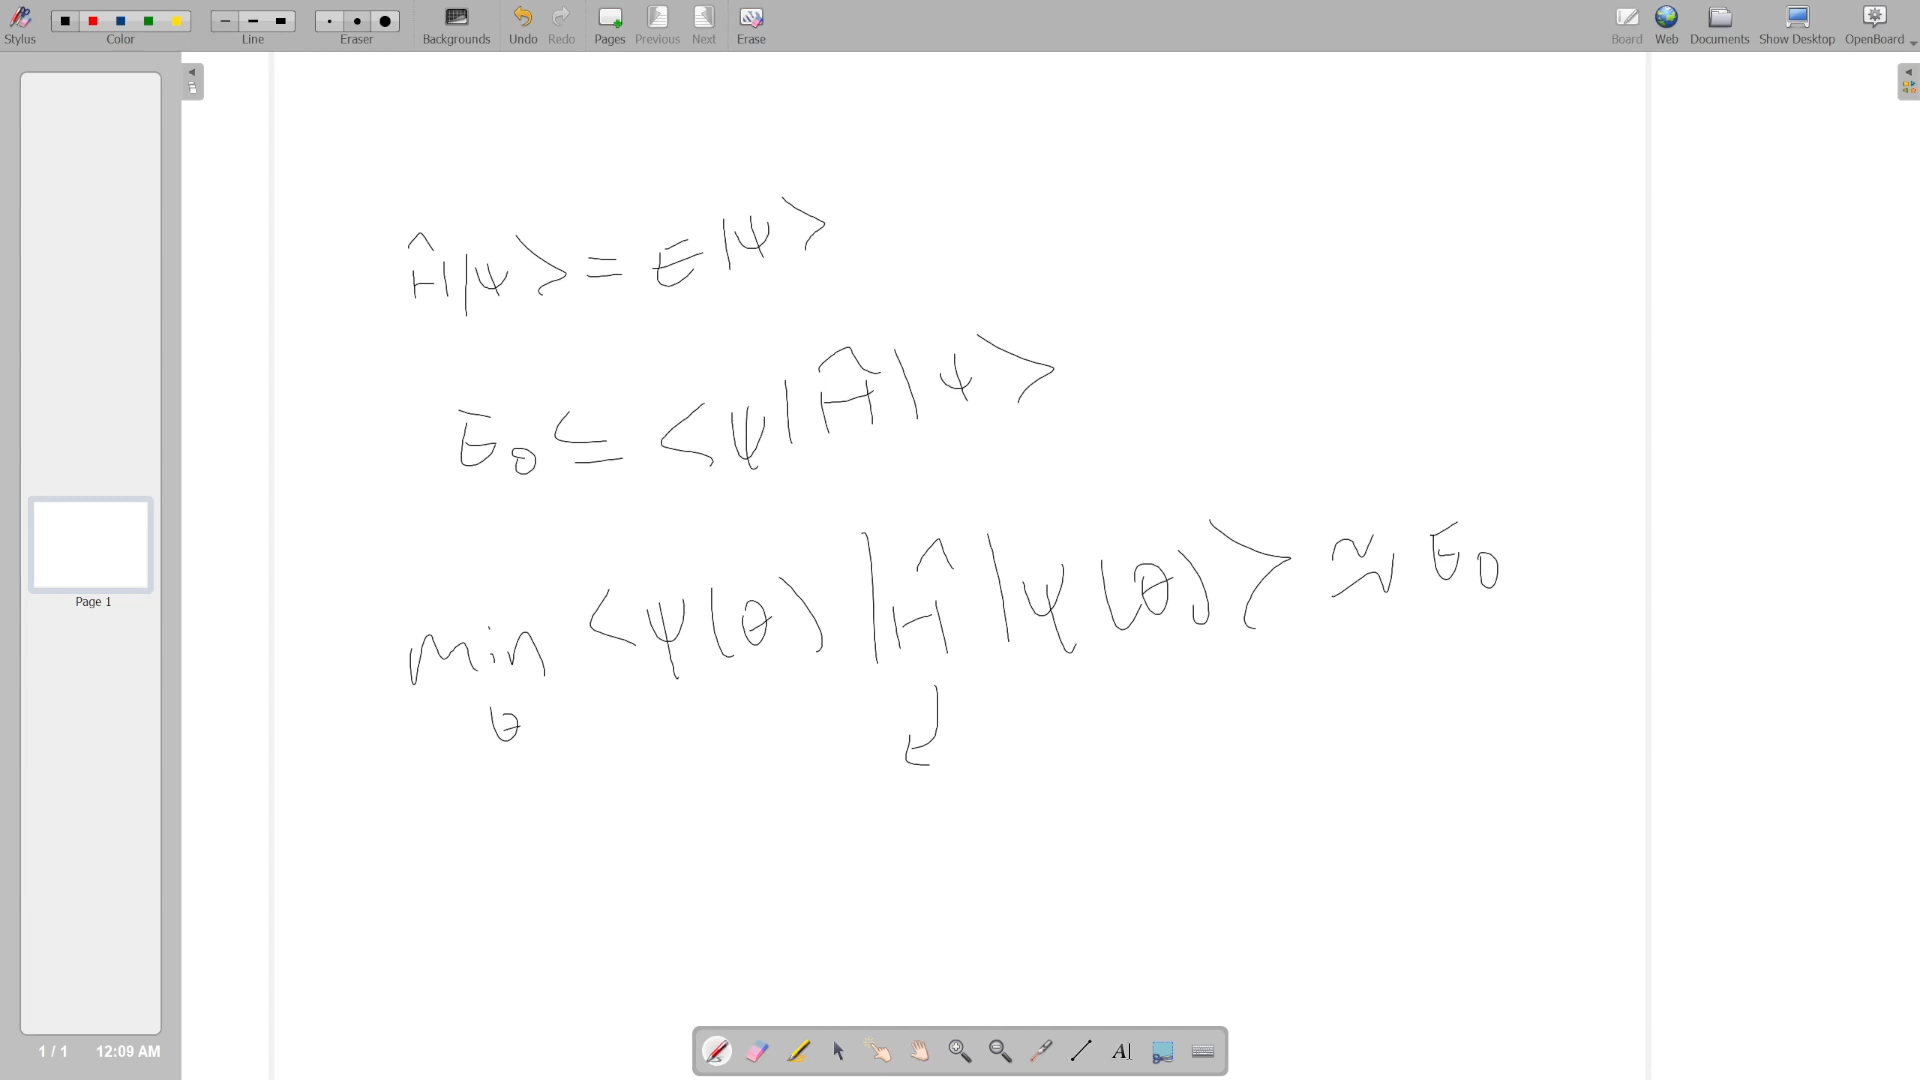 Stylus
Color
Line
Eraser
Backgrounds
Undo
Redo
Pages
Previous
Next
Erase
Board
Web
Documents
Show Desktop
OpenBoard
Ĥ|ψ> = E|ψ>
E₀ ≤ <ψ|Ĥ|ψ>
min <ψ(θ)|Ĥ|ψ(θ)> ≅ E₀
θ
Page 1
1 / 1 12:09 AM